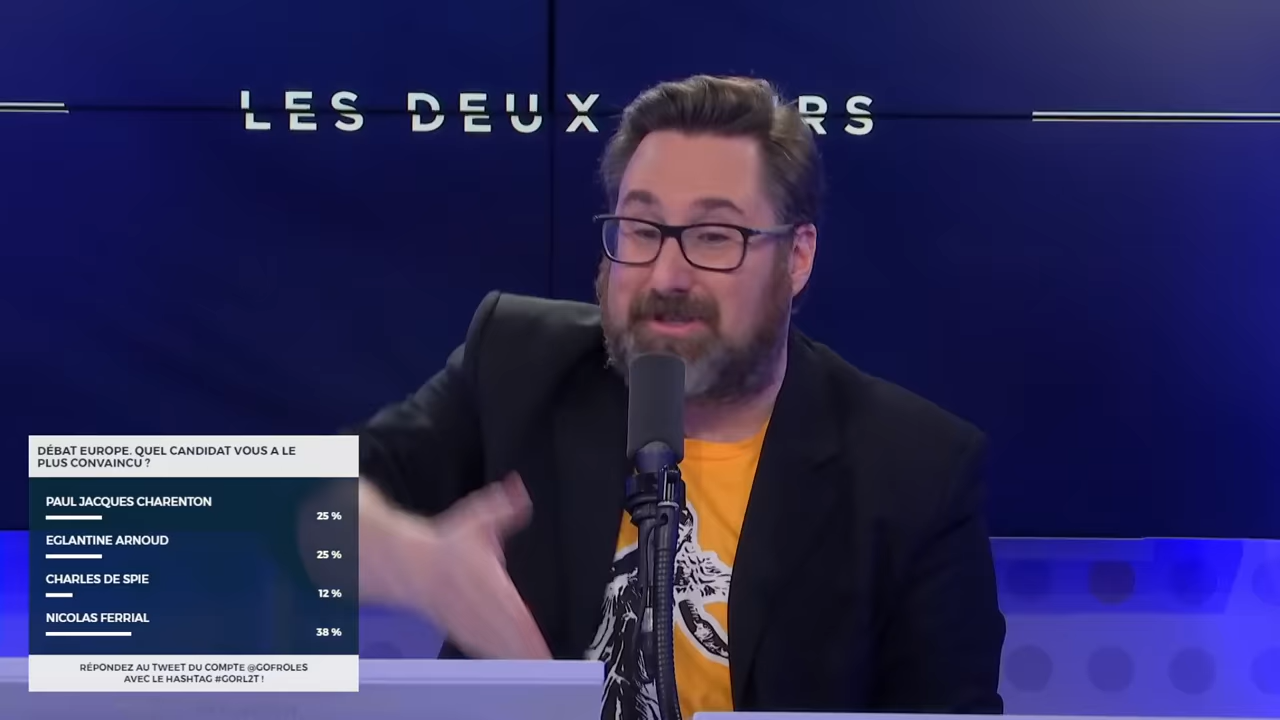 LES DEUX RS
DÉBAT EUROPE. QUEL CANDIDAT VOUS A LE
PLUS CONVAINCU ?
PAUL JACQUES CHARENTON
25 %
EGLANTINE ARNOUD
25 %
CHARLES DE SPIE
12 %
NICOLAS FERRIAL
38 %
RÉPONDEZ AU TWEET DU COMPTE @GOFROLES
AVEC LE HASHTAG #GORL2T !